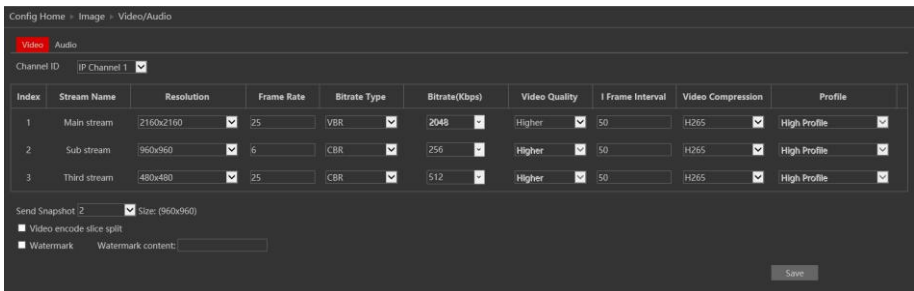 Config Home ▸ Image ▸ Video/Audio
Video Audio
Channel ID IP Channel 1
Index Stream Name Resolution Frame Rate Bitrate Type Bitrate(Kbps) Video Quality I Frame Interval Video Compression Profile
1 Main stream 2160x2160 25 VBR 2048 Higher 50 H265 High Profile
2 Sub stream 960x960 6 CBR 256 Higher 50 H265 High Profile
3 Third stream 480x480 25 CBR 512 Higher 50 H265 High Profile
Send Snapshot 2 Size: (960x960)
Video encode slice split
Watermark Watermark content:
Save